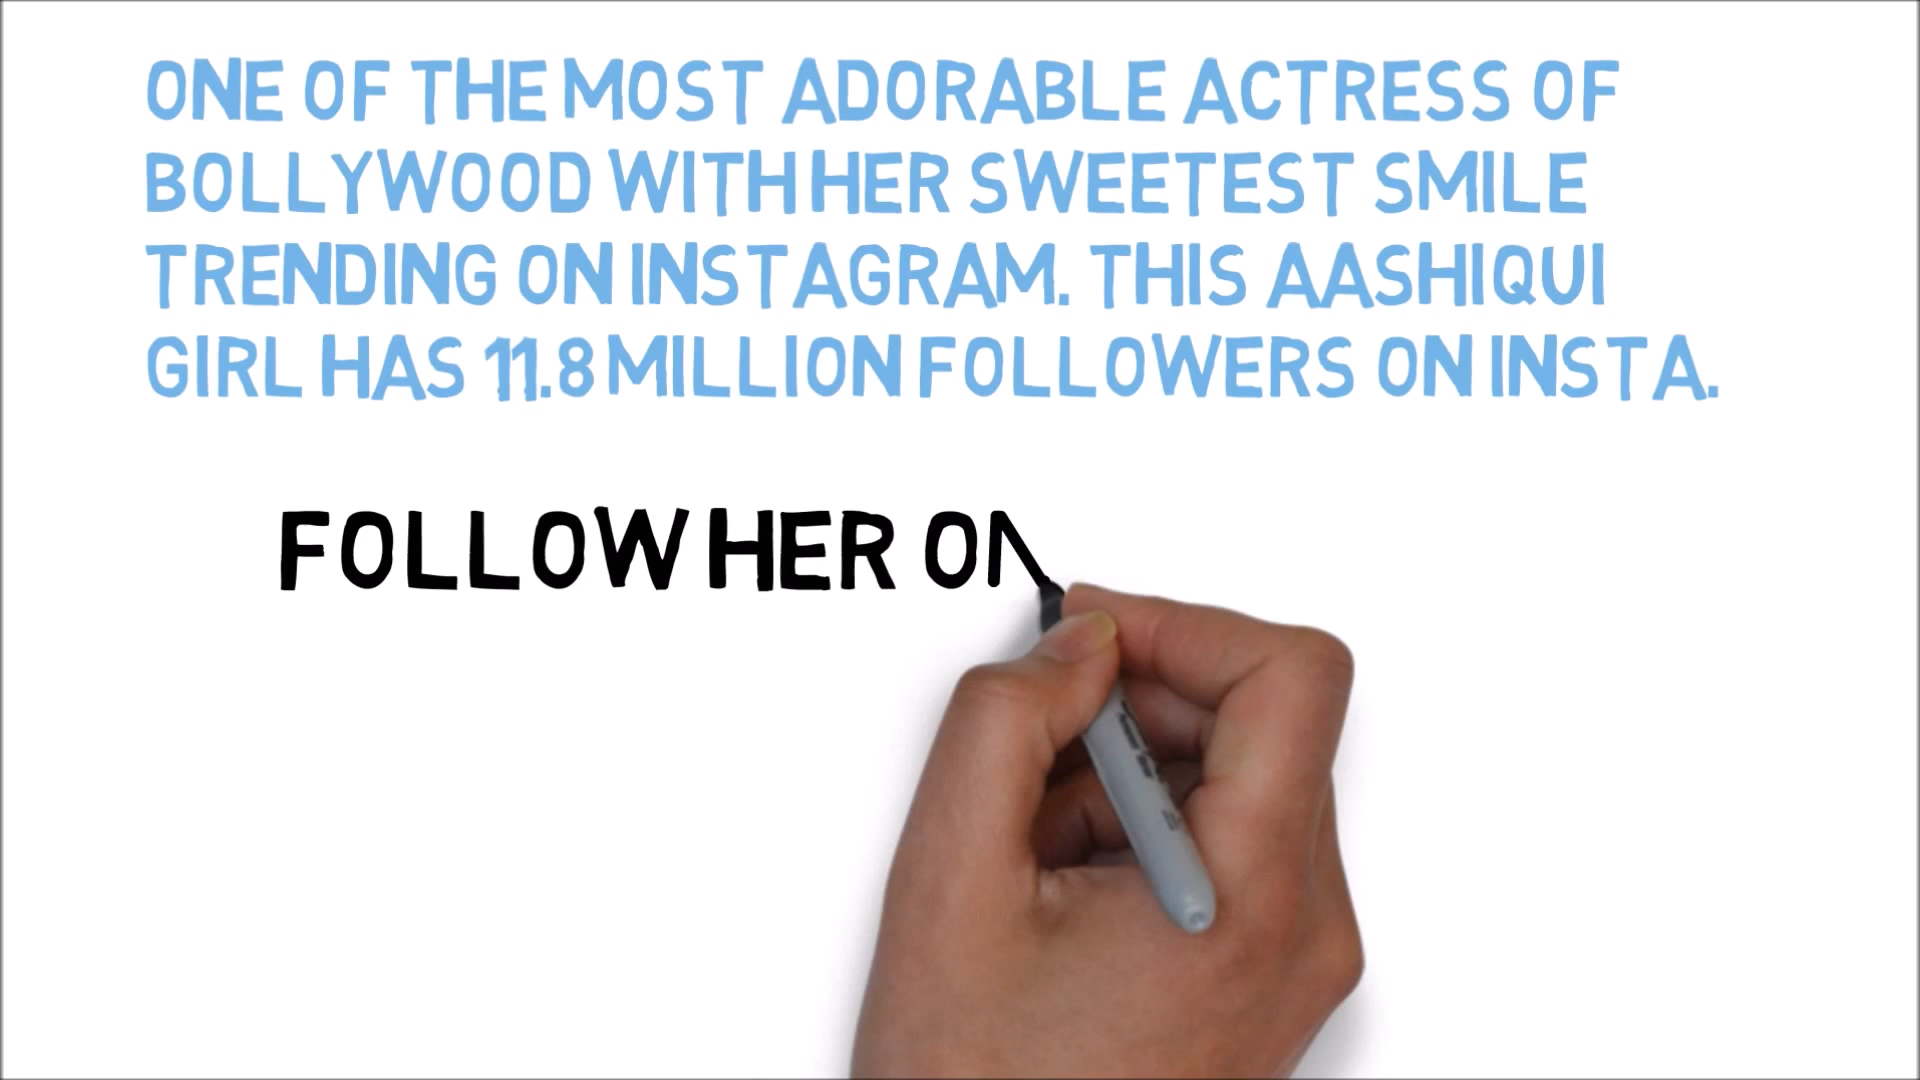 ONE OF THE MOST ADORABLE ACTRESS OF
BOLLYWOOD WITH HER SWEETEST SMILE
TRENDING ON INSTAGRAM. THIS AASHIQUI
GIRL HAS 11.8 MILLION FOLLOWERS ON INSTA.
FOLLOW HER ON